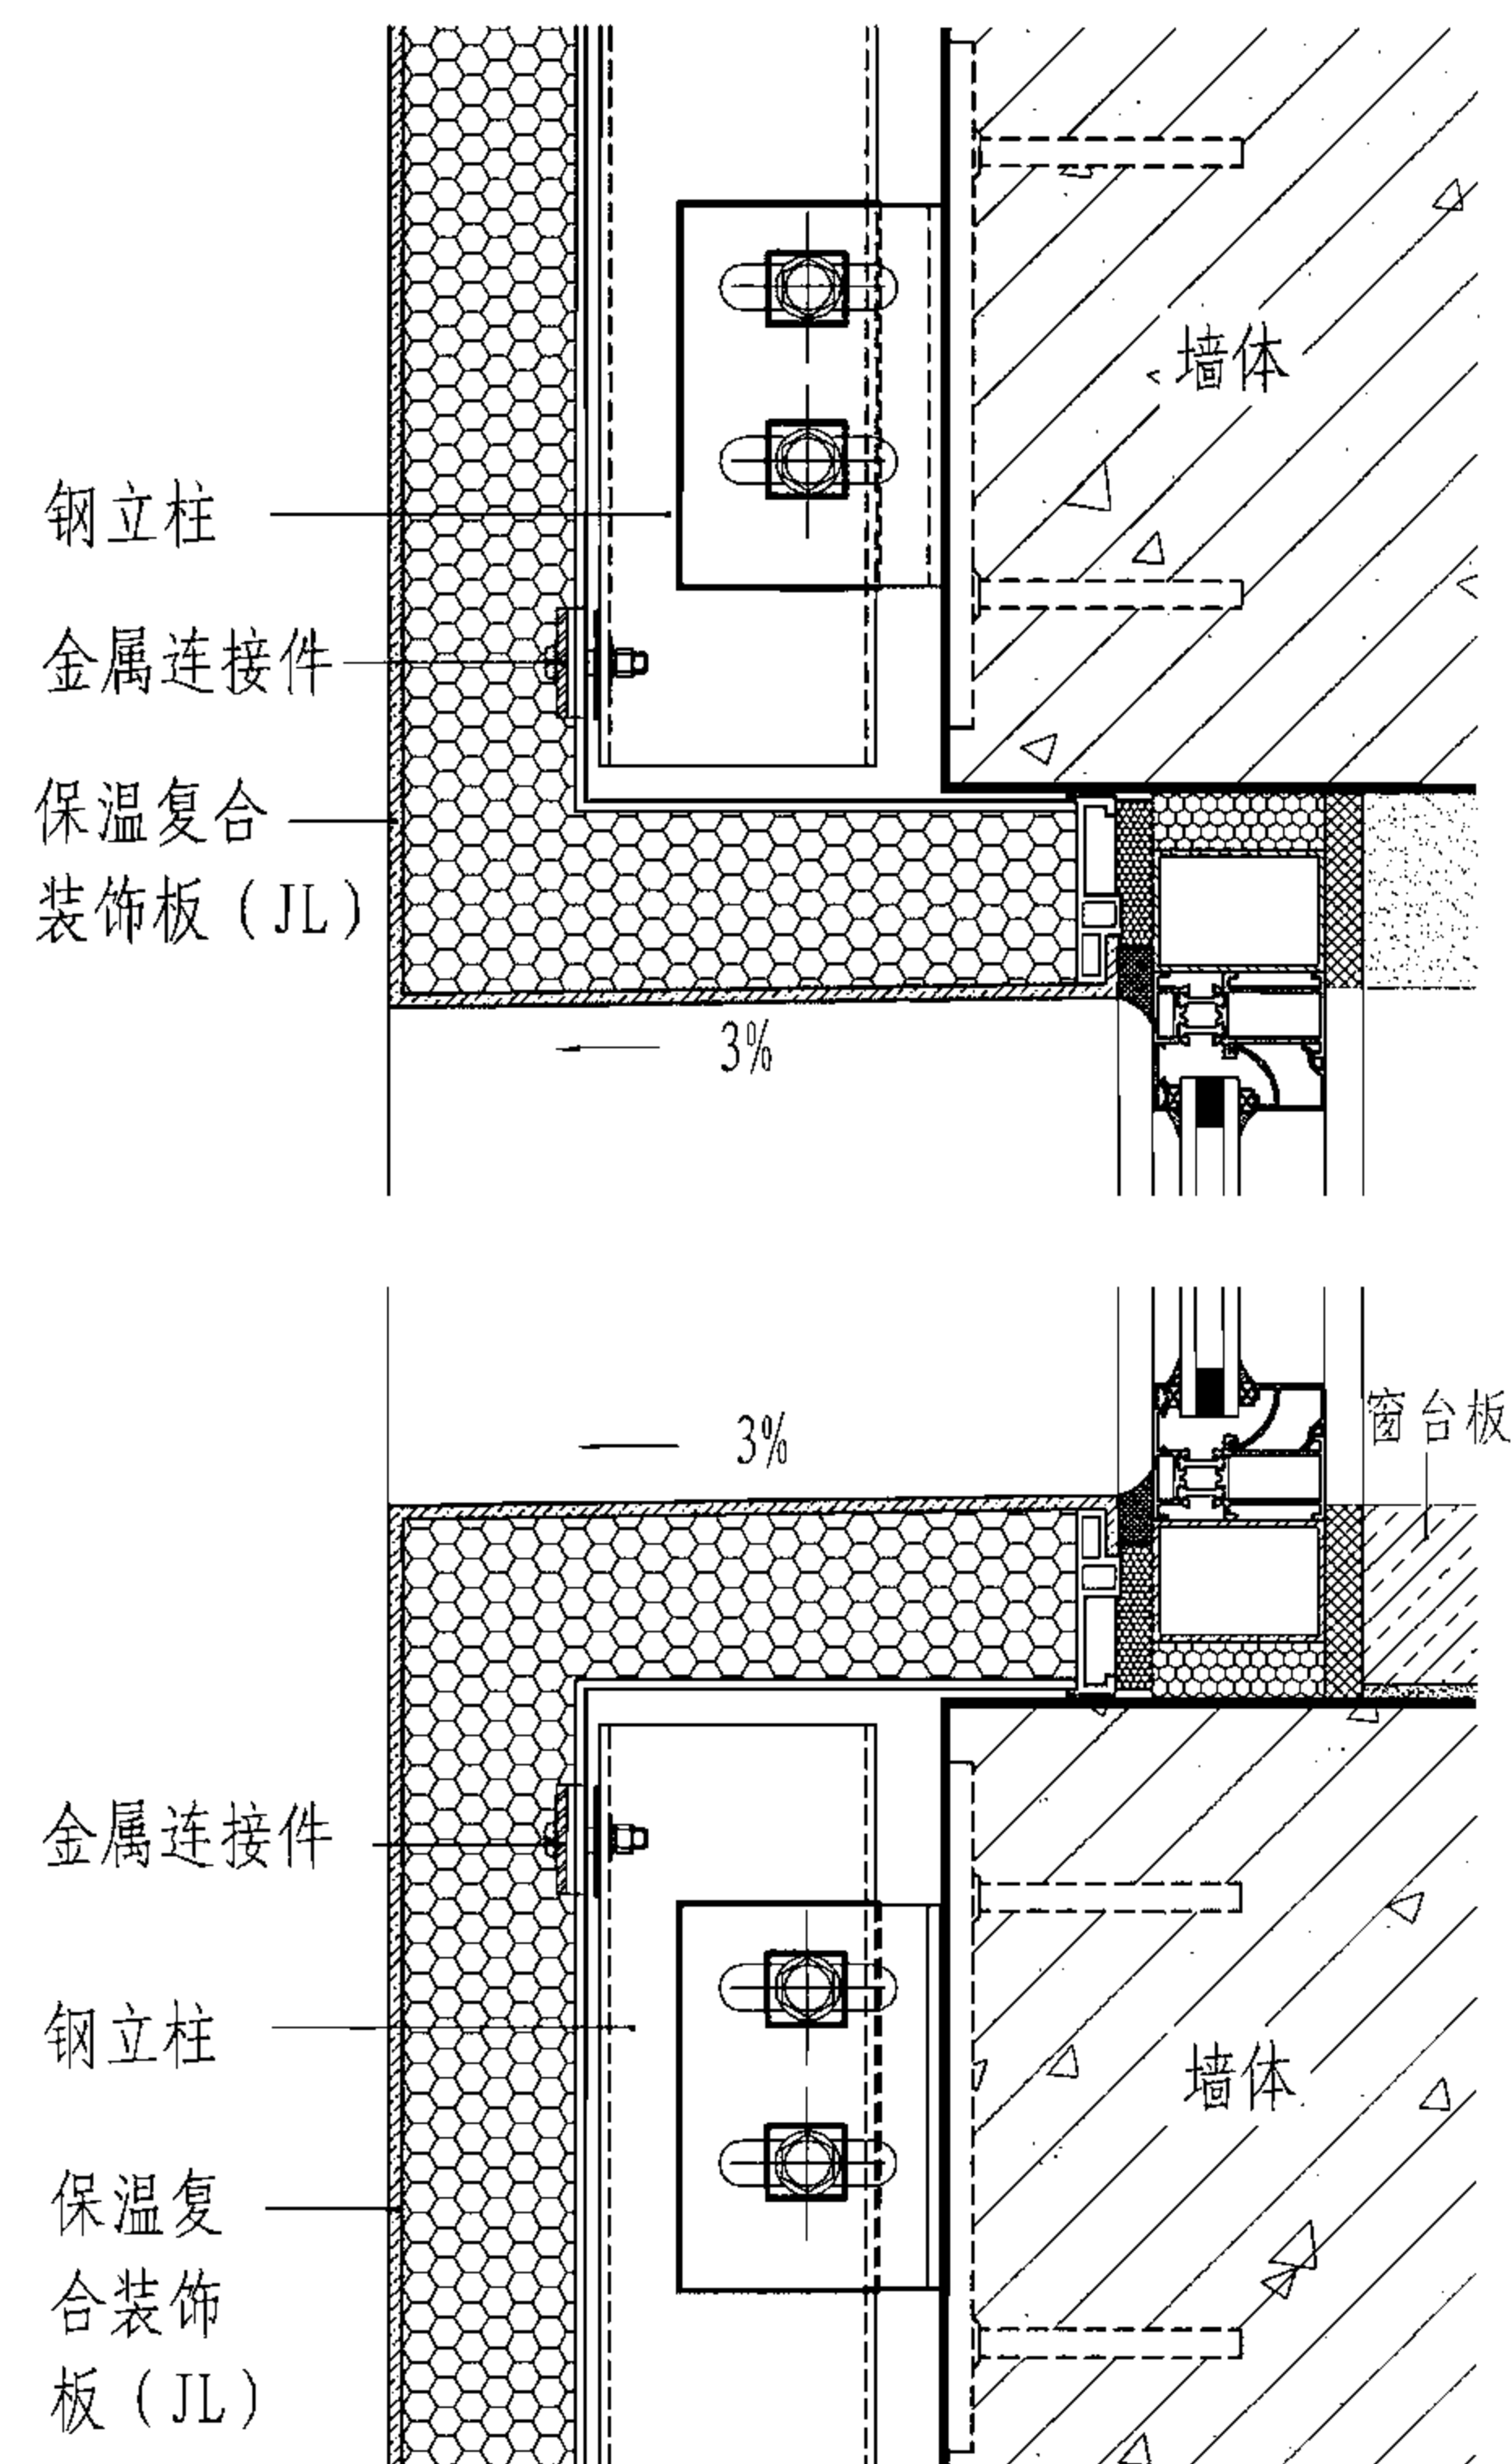 墙体
钢立柱
金属连接件
保温复合
装饰板(JL)
3%
3%
窗台板
金属连接件
钢立柱
墙体
保温复
合装饰
板(JL)